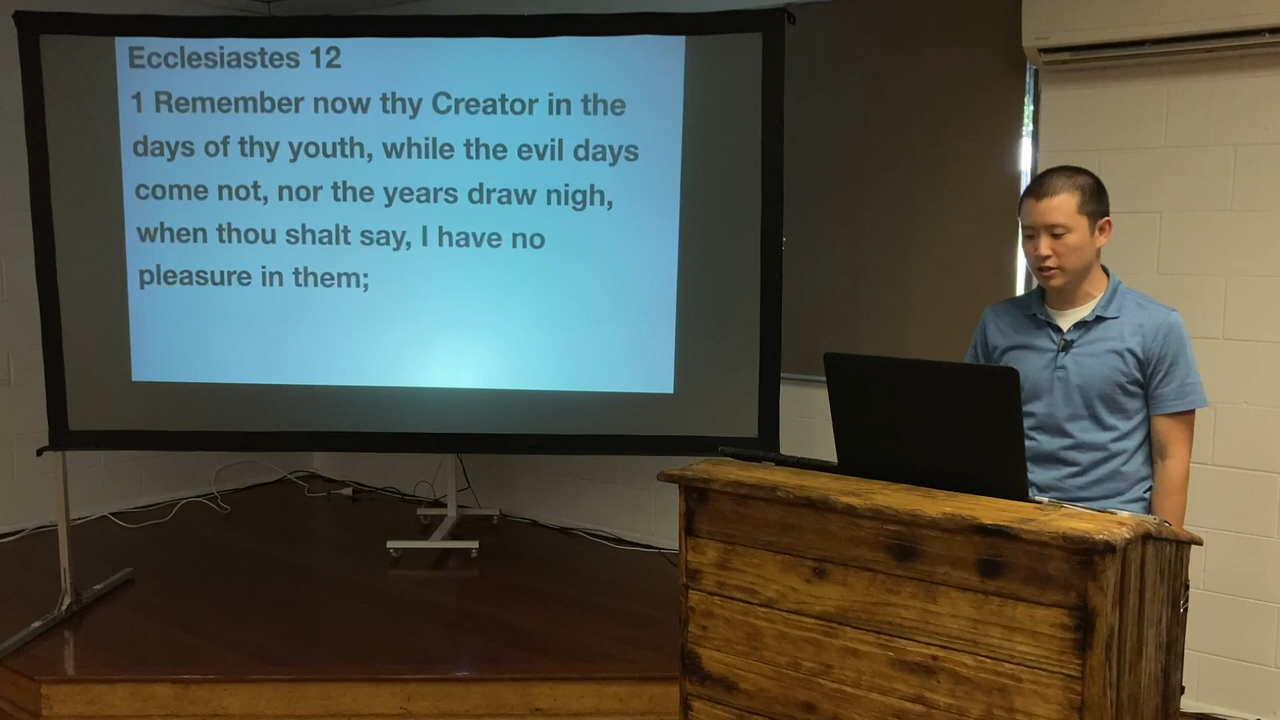 Ecclesiastes 12
1 Remember now thy Creator in the
days of thy youth, while the evil days
come not, nor the years draw nigh,
when thou shalt say, I have no
pleasure in them;